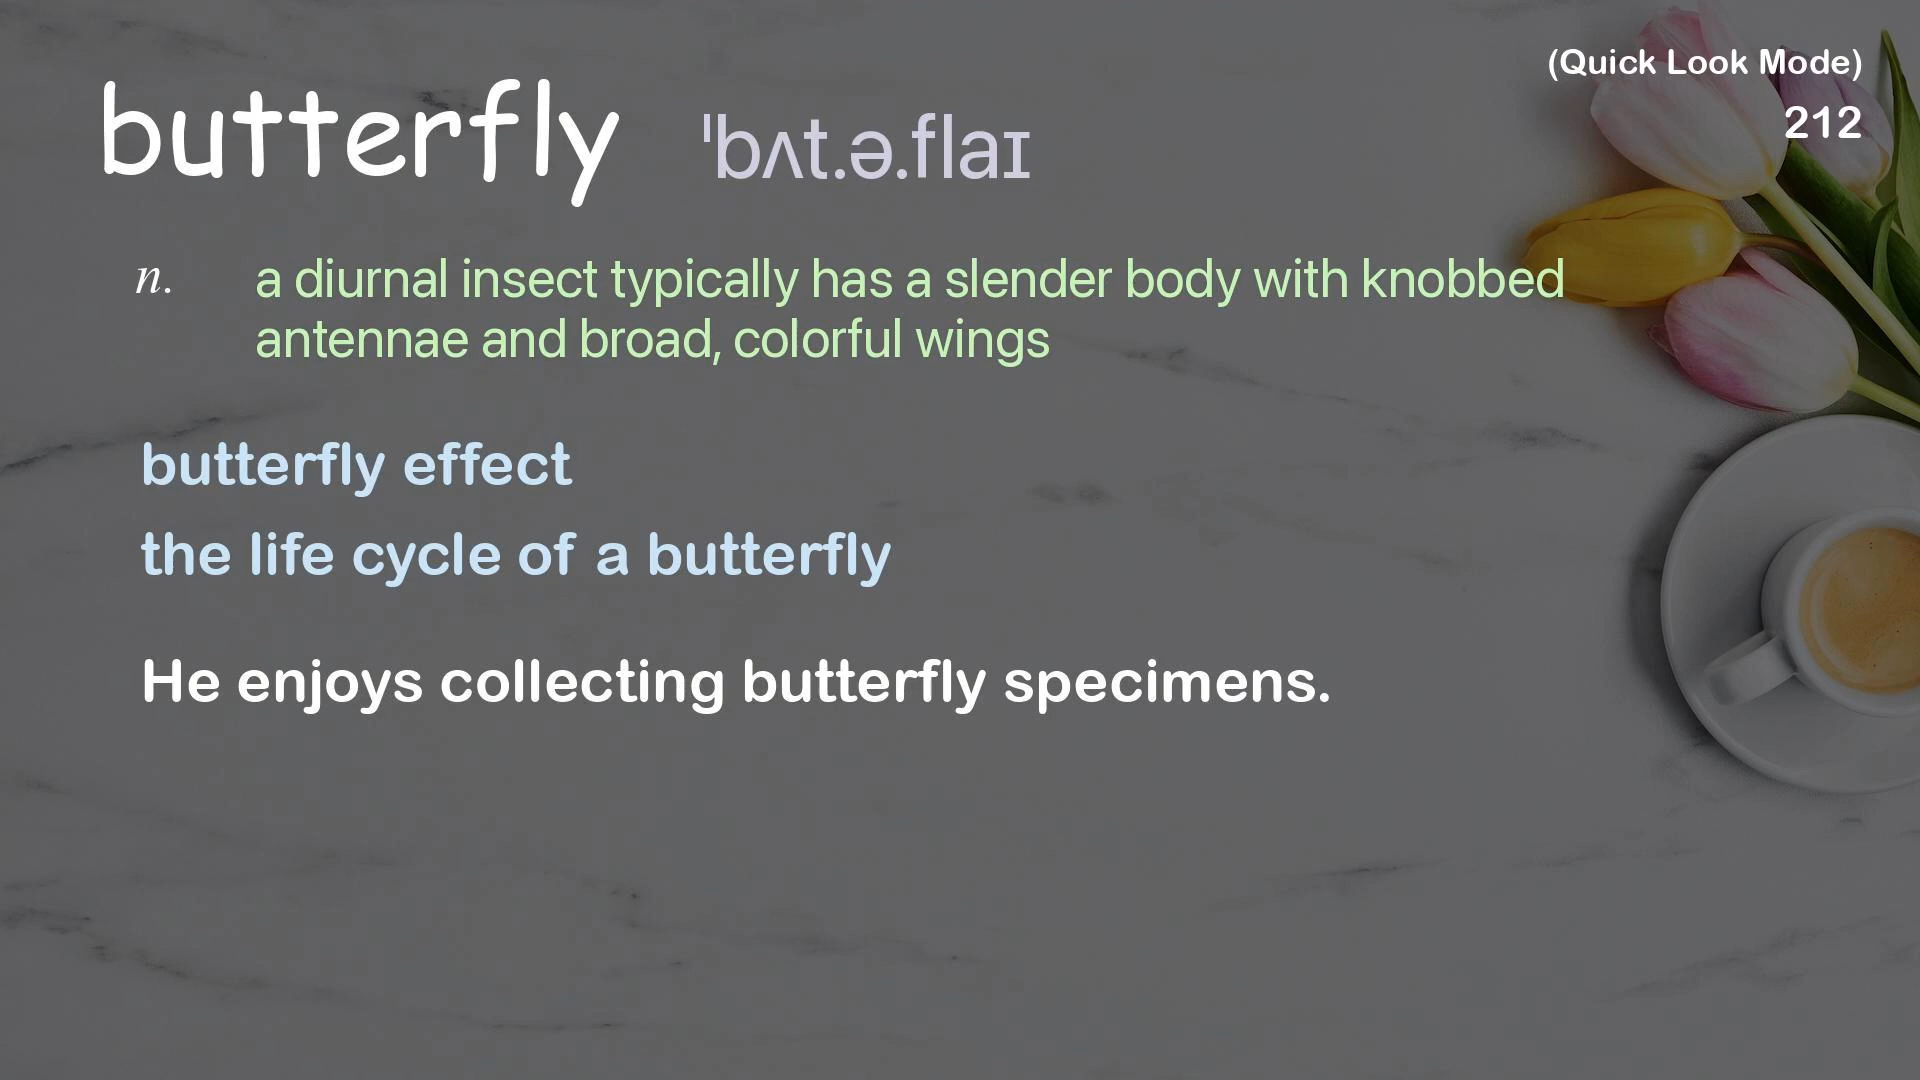 (Quick Look Mode)
212
butterfly ˈbʌt.ə.flaɪ
n. a diurnal insect typically has a slender body with knobbed
antennae and broad, colorful wings
butterfly effect
the life cycle of a butterfly
He enjoys collecting butterfly specimens.